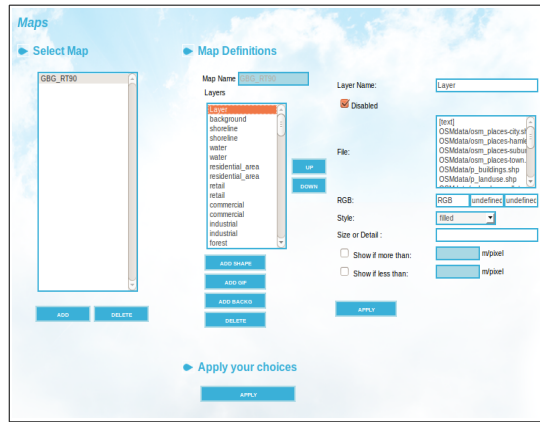 Maps
Select Map
GBG_RT90
ADD
DELETE
Map Definitions
Map Name GBG_RT90
Layers
Layer
background
shoreline
shoreline
water
water
residential_area
residential_area
retail
retail
commercial
commercial
industrial
industrial
forest
UP
DOWN
ADD SHAPE
ADD GIF
ADD BACKG
DELETE
Layer Name: Layer
Disabled
File:
[text]
OSMdata/osm_places-city.sh
OSMdata/osm_places-hamle
OSMdata/osm_places-subu
OSMdata/osm_places-town.
OSMdata/p_buildings.shp
OSMdata/p_landuse.shp
RGB: RGB undefined undefined
Style: filled
Size or Detail :
Show if more than: m/pixel
Show if less than: m/pixel
APPLY
Apply your choices
APPLY